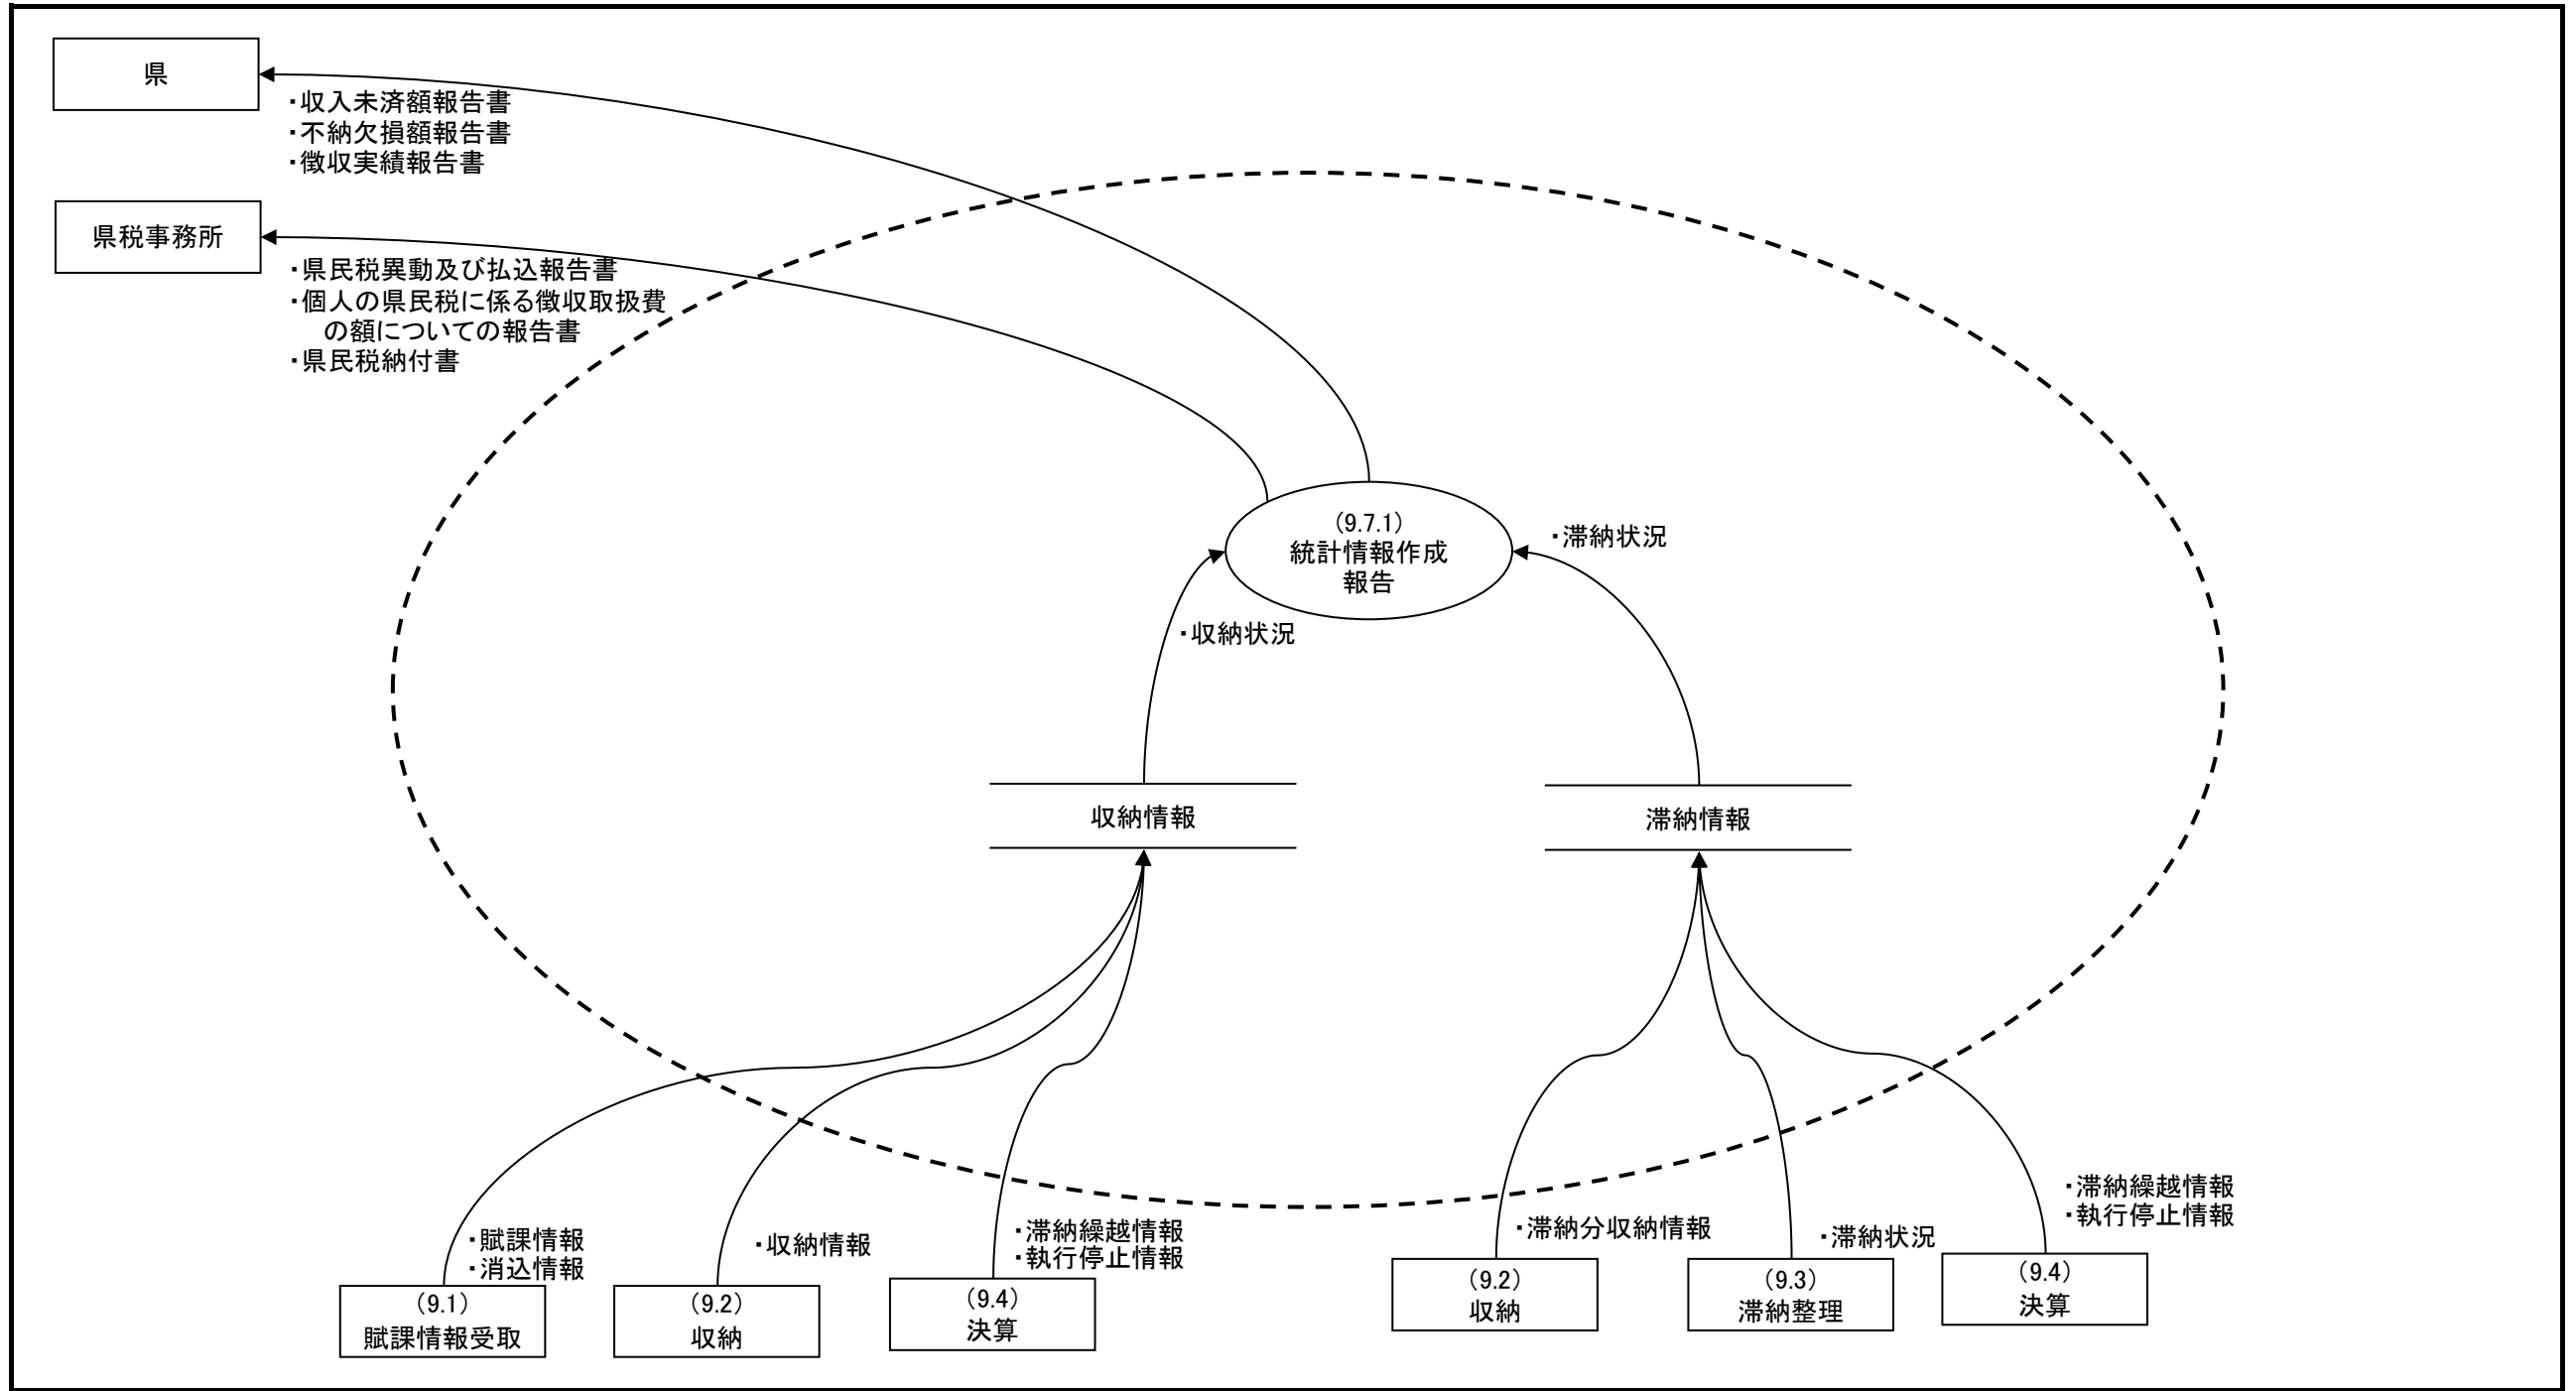 県
・収入未済額報告書
・不納欠損額報告書
・徴収実績報告書
県税事務所
・県民税異動及び払込報告書
・個人の県民税に係る徴収取扱費
の額についての報告書
・県民税納付書
（9.7.1）
統計情報作成
報告
・滞納状況
・収納状況
収納情報
滞納情報
・賦課情報
・消込情報
（9.1）
賦課情報受取
・収納情報
（9.2）
収納
・滞納繰越情報
・執行停止情報
（9.4）
決算
・滞納分収納情報
（9.2）
収納
・滞納状況
（9.3）
滞納整理
・滞納繰越情報
・執行停止情報
（9.4）
決算